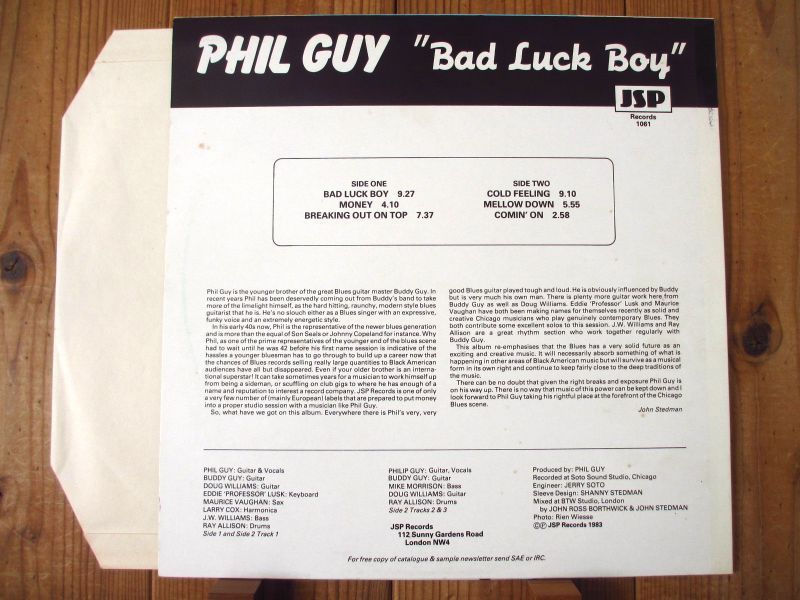 PHIL GUY "Bad Luck Boy"
JSP
Records
1061
SIDE ONE
BAD LUCK BOY 9.27
MONEY 4.10
BREAKING OUT ON TOP 7.37
SIDE TWO
COLD FEELING 9.10
MELLOW DOWN 5.55
COMIN' ON 2.58
Phil Guy is the younger brother of the great Blues guitar master Buddy Guy. In
recent years Phil has been deservedly coming out from Buddy's band to take
more of the limelight himself, as the hard hitting, raunchy, modern style blues
guitarist that he is. He's no slouch either as a Blues singer with an expressive,
funky voice and an extremely energetic style.
In his early 40s now, Phil is the representative of the newer blues generation
and is more than the equal of Son Seals or Johnny Copeland for instance. Why
Phil, as one of the prime representatives of the younger end of the blues scene
had to wait until he was 42 before his first name session is indicative of the
hassles a younger bluesman has to go through to build up a career now that
the chances of Blues records selling really large quantities to Black American
audiences have all but disappeared. Even if your older brother is an interna-
tional superstar! It can take sometimes years for a musician to work himself up
from being a sideman, or scuffling on club gigs to where he has enough of a
name and reputation to interest a record company. JSP Records is one of only
a very few number of (mainly European) labels that are prepared to put money
into a proper studio session with a musician like Phil Guy.
So, what have we got on this album. Everywhere there is Phil's very, very
good Blues guitar played tough and loud. He is obviously influenced by Buddy
but is very much his own man. There is plenty more guitar work here from
Buddy Guy as well as Doug Williams. Eddie 'Professor' Lusk and Maurice
Vaughan have both been making names for themselves recently as solid and
creative Chicago musicians who play genuinely contemporary Blues. They
both contribute some excellent solos to this session. J.W. Williams and Ray
Allison are a great rhythm section who work together regularly with
Buddy Guy.
This album re-emphasises that the Blues has a very solid future as an
exciting and creative music. It will necessarily absorb something of what is
happening in other areas of Black American music but will survive as a musical
form in its own right and continue to keep fairly close to the deep traditions of
the music.
There can be no doubt that given the right breaks and exposure Phil Guy is
on his way up. There is no way that music of this power can be kept down and I
look forward to Phil Guy taking his rightful place at the forefront of the Chicago
Blues scene.
John Stedman
PHIL GUY: Guitar & Vocals
BUDDY GUY: Guitar
DOUG WILLIAMS: Guitar
EDDIE 'PROFESSOR' LUSK: Keyboard
MAURICE VAUGHAN: Sax
LARRY COX: Harmonica
J.W. WILLIAMS: Bass
RAY ALLISON: Drums
Side 1 and Side 2 Track 1
PHILIP GUY: Guitar, Vocals
BUDDY GUY: Guitar
MIKE MORRISON: Bass
DOUG WILLIAMS: Guitar
RAY ALLISON: Drums
Side 2 Tracks 2 & 3
JSP Records
112 Sunny Gardens Road
London NW4
Produced by: PHIL GUY
Recorded at Soto Sound Studio, Chicago
Engineer: JERRY SOTO
Sleeve Design: SHANNY STEDMAN
Mixed at BTW Studio, London
by JOHN ROSS BORTHWICK & JOHN STEDMAN
Photo: Rien Wiesse
©℗ JSP Records 1983
For free copy of catalogue & sample newsletter send SAE or IRC.